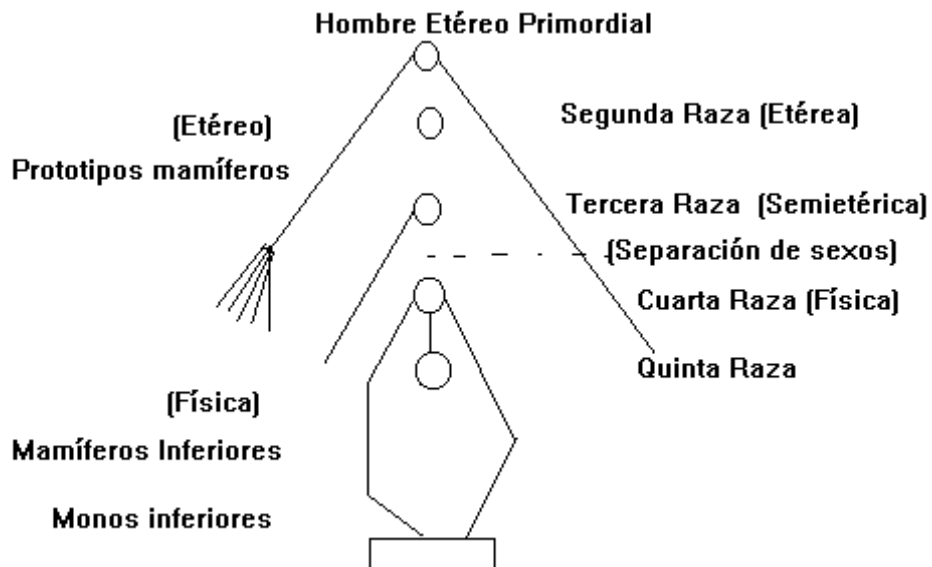 Hombre Etéreo Primordial
Segunda Raza (Etérea)
(Etéreo)
Prototipos mamíferos
Tercera Raza (Semietérica)
(Separación de sexos)
Cuarta Raza (Física)
Quinta Raza
(Física)
Mamíferos Inferiores
Monos inferiores